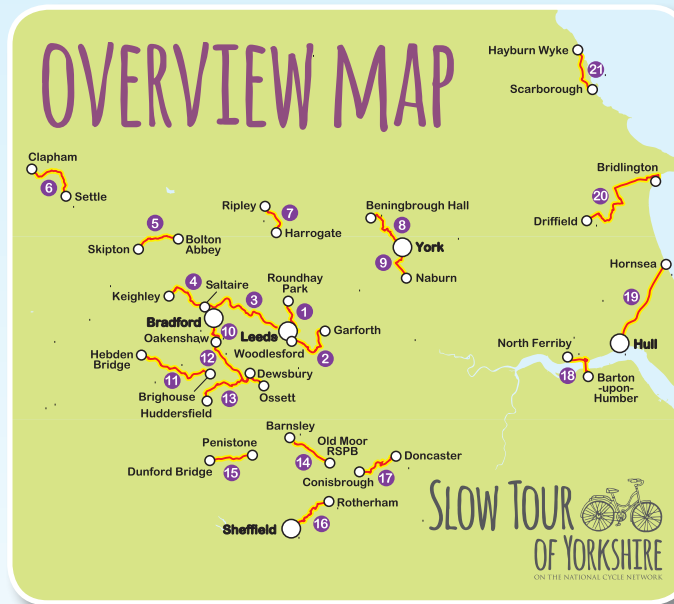 OVERVIEW MAP
Hayburn Wyke
21
Scarborough
Clapham
6
Settle
Bridlington
20
Driffield
Ripley
7
Harrogate
Beningbrough Hall
8
York
9
Naburn
5
Skipton
Bolton
Abbey
Hornsea
19
Hull
Keighley
4
Saltaire
3
Roundhay
Park
1
Bradford
10
Leeds
Garforth
2
Oakenshaw
Woodlesford
12
Hebden
Bridge
11
Dewsbury
Brighouse
13
Ossett
Huddersfield
North Ferriby
18
Barton
-upon-
Humber
Barnsley
14
Old Moor
RSPB
Penistone
Dunford Bridge
15
Doncaster
Conisbrough
17
Rotherham
Sheffield
16
SLOW TOUR
OF YORKSHIRE
ON THE NATIONAL CYCLE NETWORK